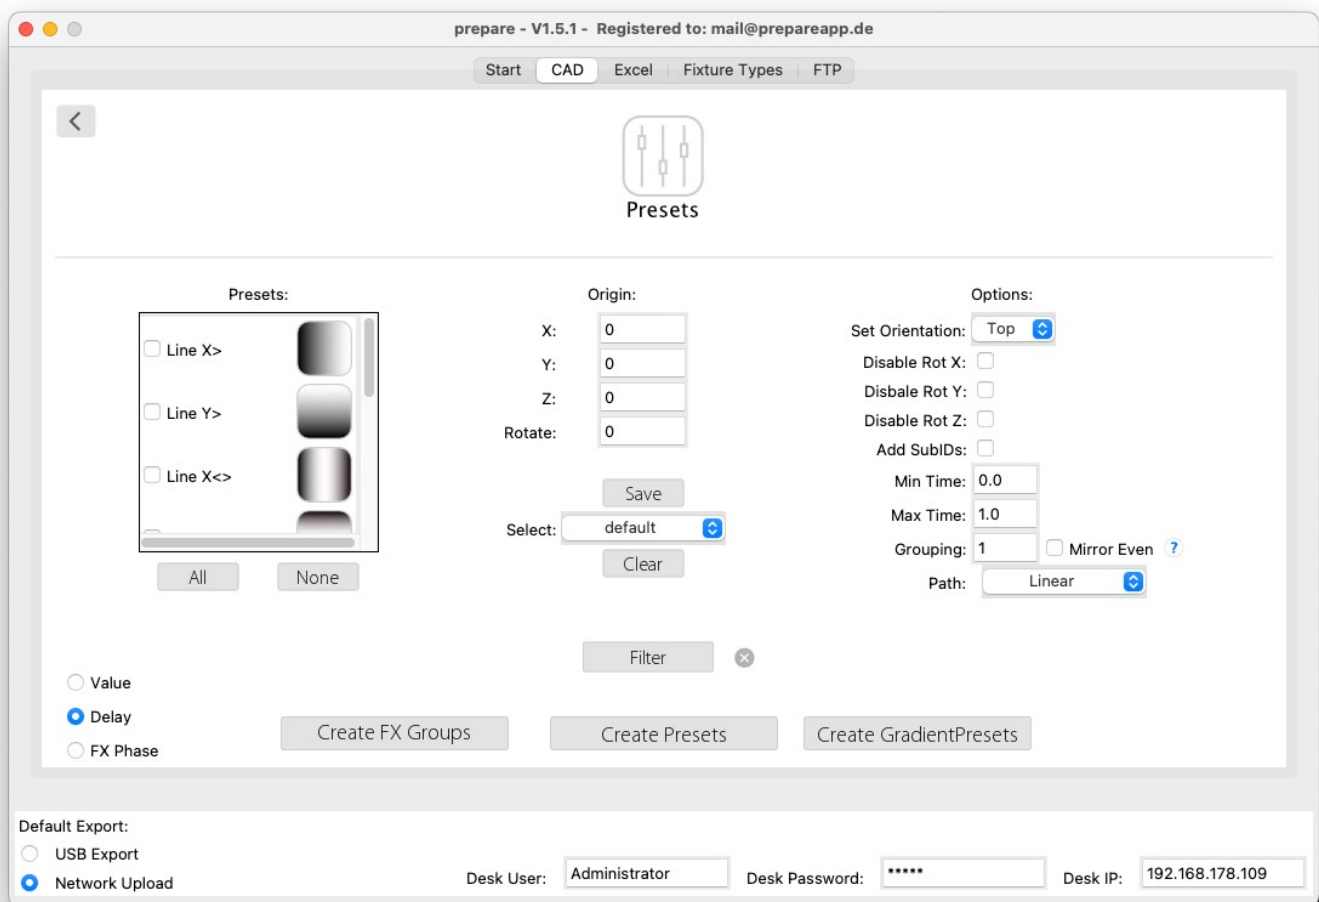 prepare - V1.5.1 - Registered to: mail@prepareapp.de
Start CAD Excel Fixture Types FTP
Presets
Presets:
Line X>
Line Y>
Line X<>
All None
Origin:
X: 0
Y: 0
Z: 0
Rotate: 0
Save
Select: default
Clear
Options:
Set Orientation: Top
Disable Rot X:
Disbale Rot Y:
Disable Rot Z:
Add SubIDs:
Min Time: 0.0
Max Time: 1.0
Grouping: 1 Mirror Even ?
Path: Linear
Filter
Value
Delay
FX Phase
Create FX Groups Create Presets Create GradientPresets
Default Export:
USB Export
Network Upload
Desk User: Administrator Desk Password: ***** Desk IP: 192.168.178.109